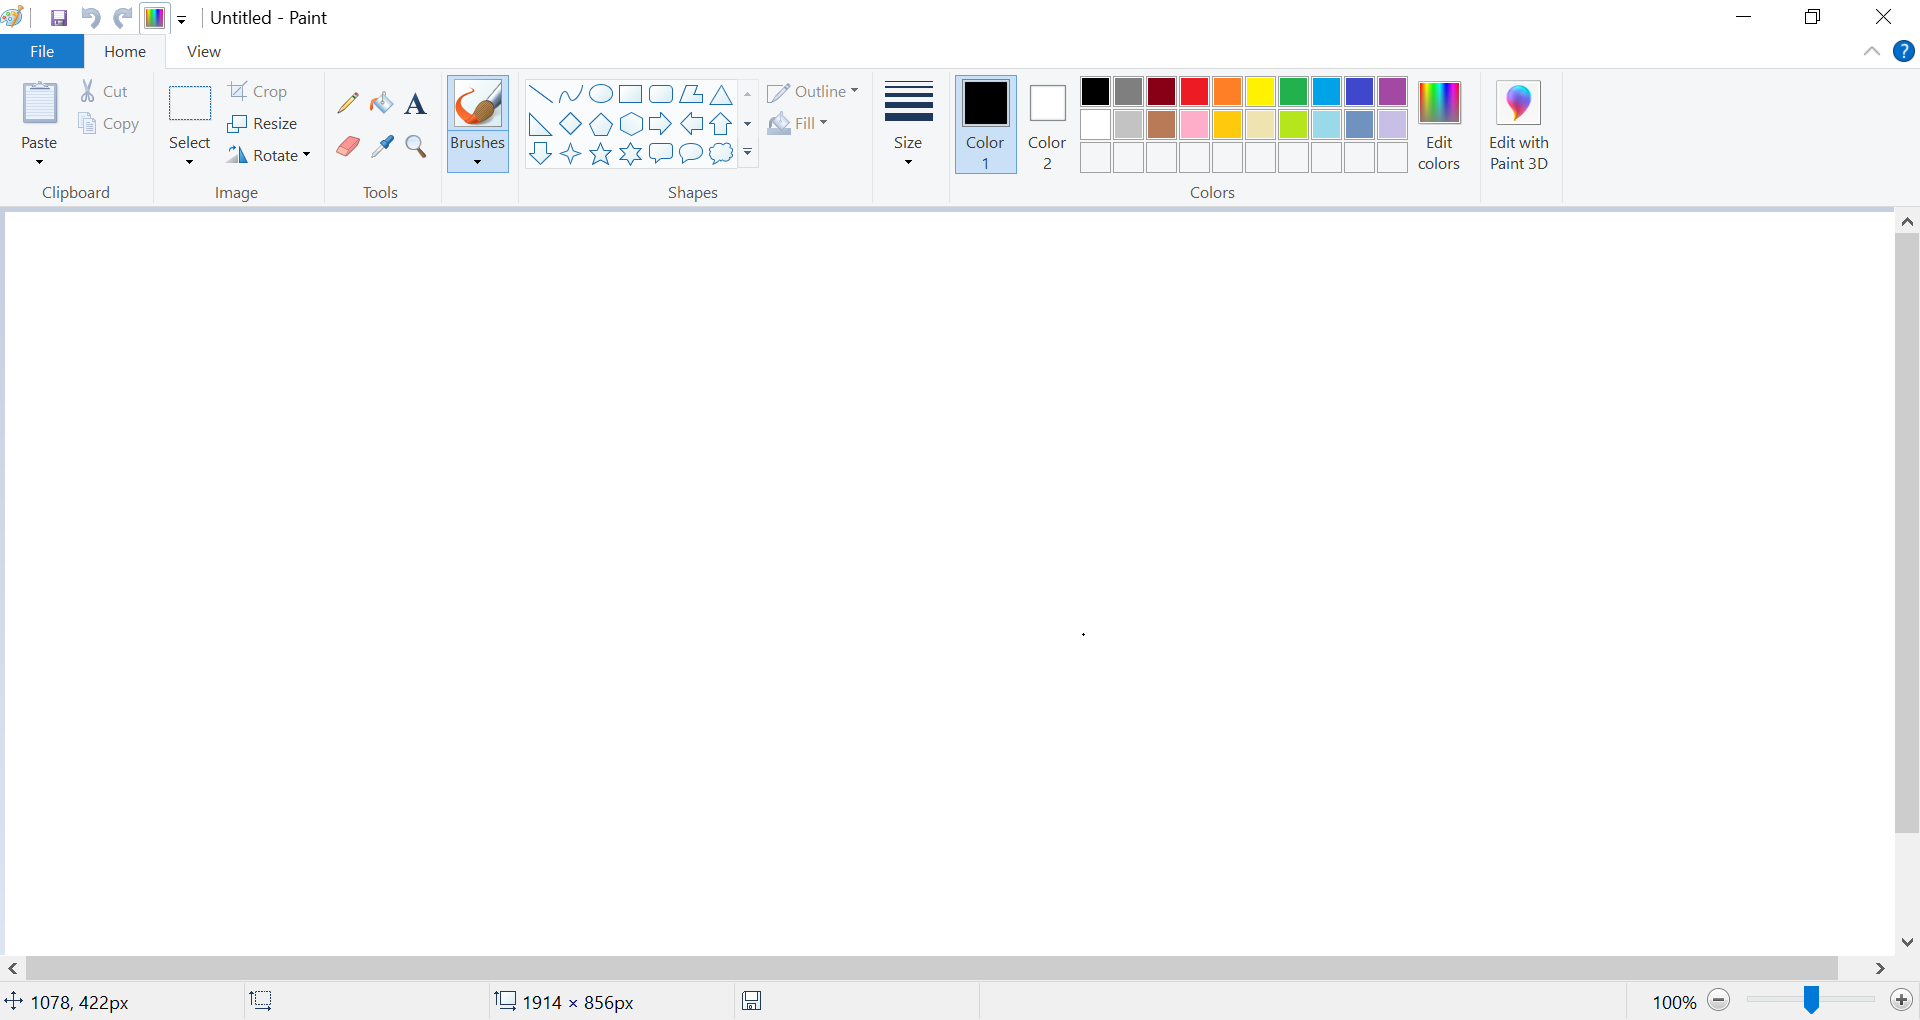 Untitled - Paint
File Home View
Paste
Cut
Copy
Clipboard
Select
Crop
Resize
Rotate
Image
Tools
Brushes
Shapes
Outline
Fill
Size
Color 1
Color 2
Colors
Edit colors
Edit with Paint 3D
1078, 422px
1914 × 856px
100%